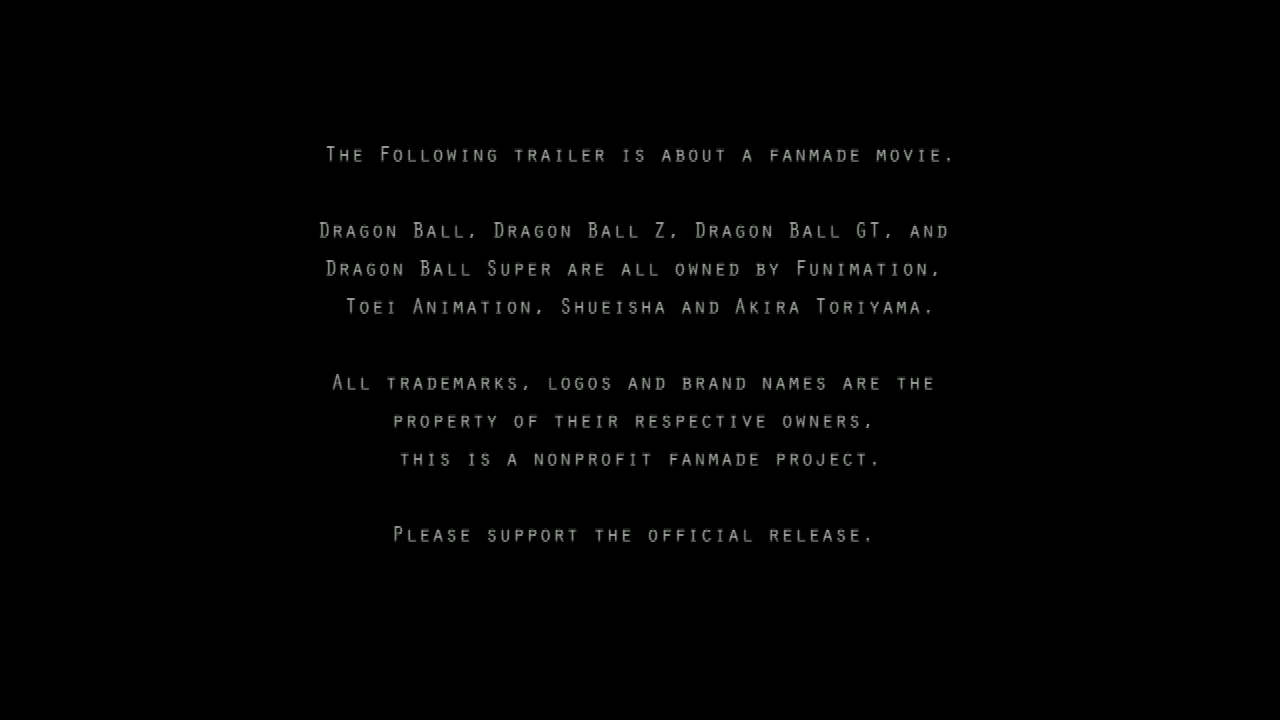 The Following trailer is about a fanmade movie.
Dragon Ball, Dragon Ball Z, Dragon Ball GT, and
Dragon Ball Super are all owned by Funimation,
Toei Animation, Shueisha and Akira Toriyama.
All trademarks, logos and brand names are the
property of their respective owners,
this is a nonprofit fanmade project.
Please support the official release.